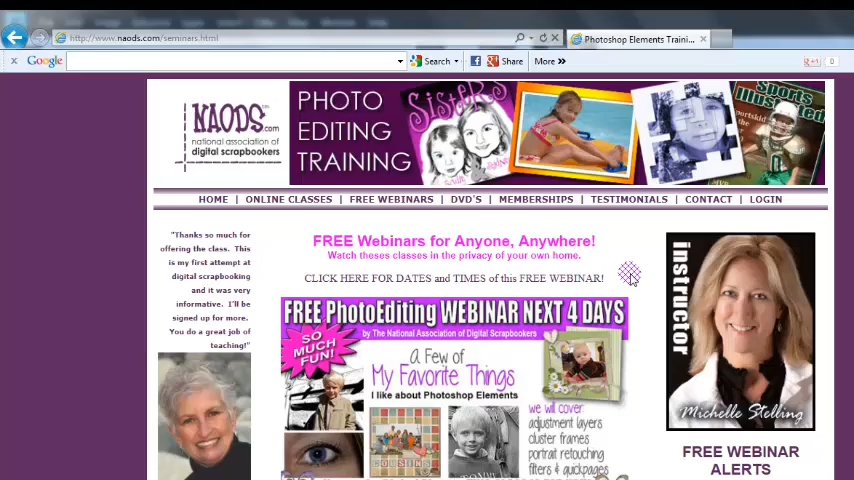 http://www.naods.com/seminars.html
Photoshop Elements Traini...
Google
Search
Share
More »
0
NAODS.com
national association of
digital scrapbookers
PHOTO
EDITING
TRAINING
SISTERS
Sports
Illustrated
HOME | ONLINE CLASSES | FREE WEBINARS | DVD'S | MEMBERSHIPS | TESTIMONIALS | CONTACT | LOGIN
"Thanks so much for
offering the class. This
is my first attempt at
digital scrapbooking
and it was very
informative. I'll be
signed up for more.
You do a great job of
teaching!"
FREE Webinars for Anyone, Anywhere!
Watch theses classes in the privacy of your own home.
CLICK HERE FOR DATES and TIMES of this FREE WEBINAR!
FREE PhotoEditing WEBINAR NEXT 4 DAYS
by The National Association of Digital Scrapbookers
SO
MUCH
FUN!
A Few of
My Favorite Things
I like about Photoshop Elements
we will cover:
adjustment layers
cluster frames
portrait retouching
filters & quickpages
COUSINS
instructor
Michelle Stelling
FREE WEBINAR
ALERTS